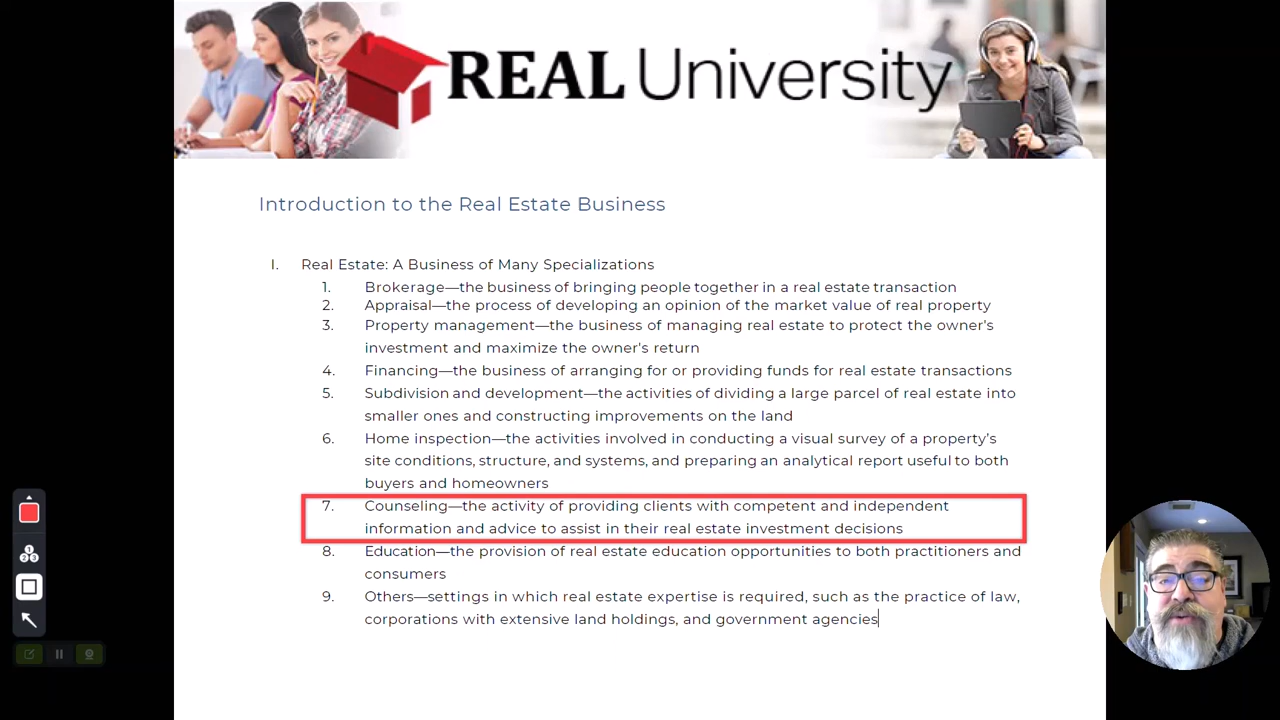 REAL University
Introduction to the Real Estate Business
I. Real Estate: A Business of Many Specializations
1. Brokerage—the business of bringing people together in a real estate transaction
2. Appraisal—the process of developing an opinion of the market value of real property
3. Property management—the business of managing real estate to protect the owner's
investment and maximize the owner's return
4. Financing—the business of arranging for or providing funds for real estate transactions
5. Subdivision and development—the activities of dividing a large parcel of real estate into
smaller ones and constructing improvements on the land
6. Home inspection—the activities involved in conducting a visual survey of a property’s
site conditions, structure, and systems, and preparing an analytical report useful to both
buyers and homeowners
7. Counseling—the activity of providing clients with competent and independent
information and advice to assist in their real estate investment decisions
8. Education—the provision of real estate education opportunities to both practitioners and
consumers
9. Others—settings in which real estate expertise is required, such as the practice of law,
corporations with extensive land holdings, and government agencies